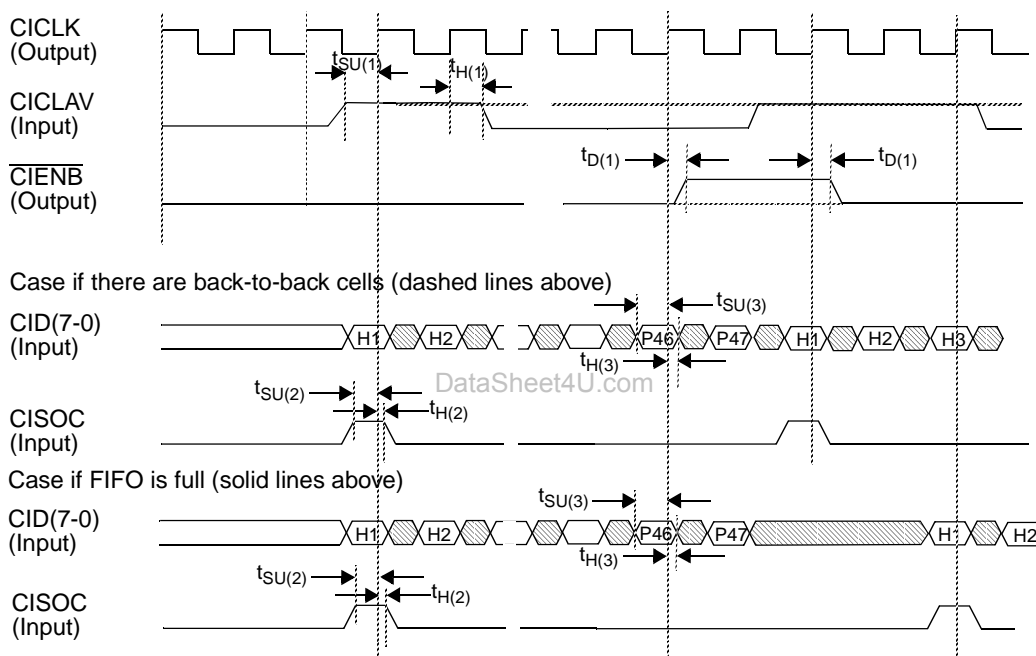 CICLK
(Output)
tSU(1)
tH(1)
CICLAV
(Input)
tD(1)
tD(1)
CIENB
(Output)
Case if there are back-to-back cells (dashed lines above)
tSU(3)
CID(7-0)
(Input)
H1 H2 P46 P47 H1 H2 H3
tH(3)
DataSheet4U.com
tSU(2)
tH(2)
CISOC
(Input)
Case if FIFO is full (solid lines above)
tSU(3)
CID(7-0)
(Input)
H1 H2 P46 P47 H1 H2
tH(3)
tSU(2)
tH(2)
CISOC
(Input)